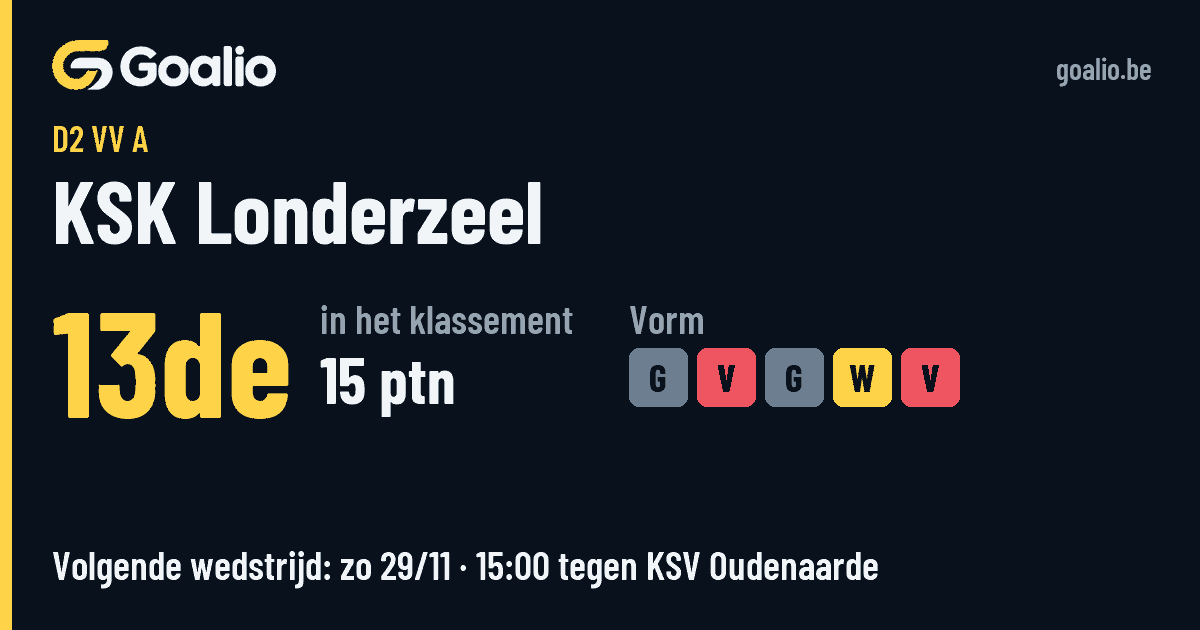 Goalio
goalio.be
D2 VV A
KSK Londerzeel
13de
in het klassement
15 ptn
Vorm
G V G W V
Volgende wedstrijd: zo 29/11 · 15:00 tegen KSV Oudenaarde